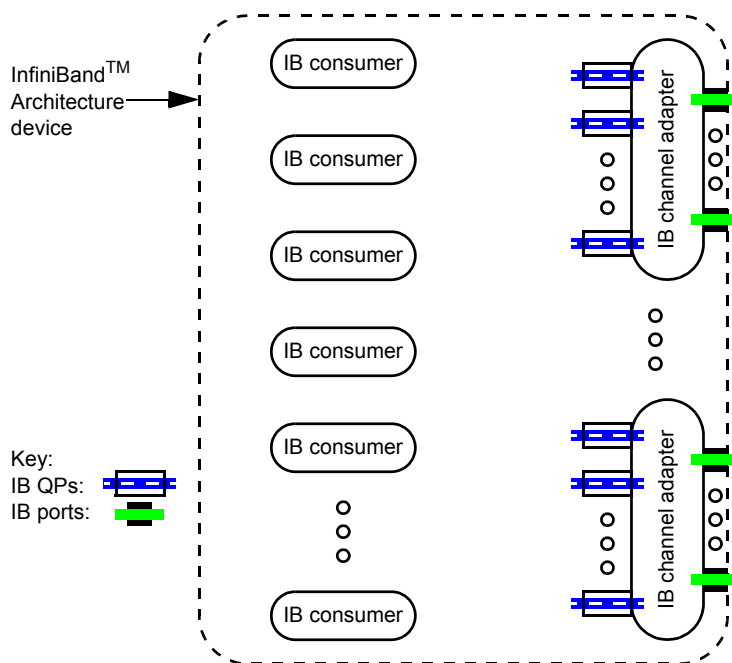 InfiniBand™
Architecture
device
IB consumer
IB consumer
IB consumer
IB consumer
IB consumer
IB consumer
IB channel adapter
IB channel adapter
Key:
IB QPs:
IB ports: